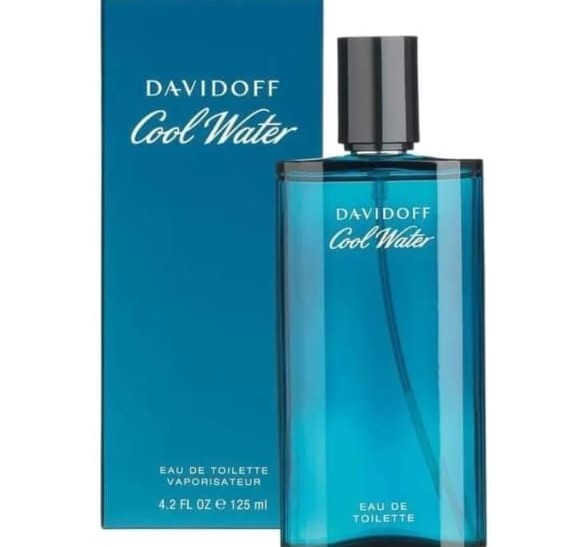 DAVIDOFF
Cool Water
EAU DE TOILETTE
VAPORISATEUR
4.2 FL OZ ℮ 125 ml
DAVIDOFF
Cool Water
EAU DE
TOILETTE